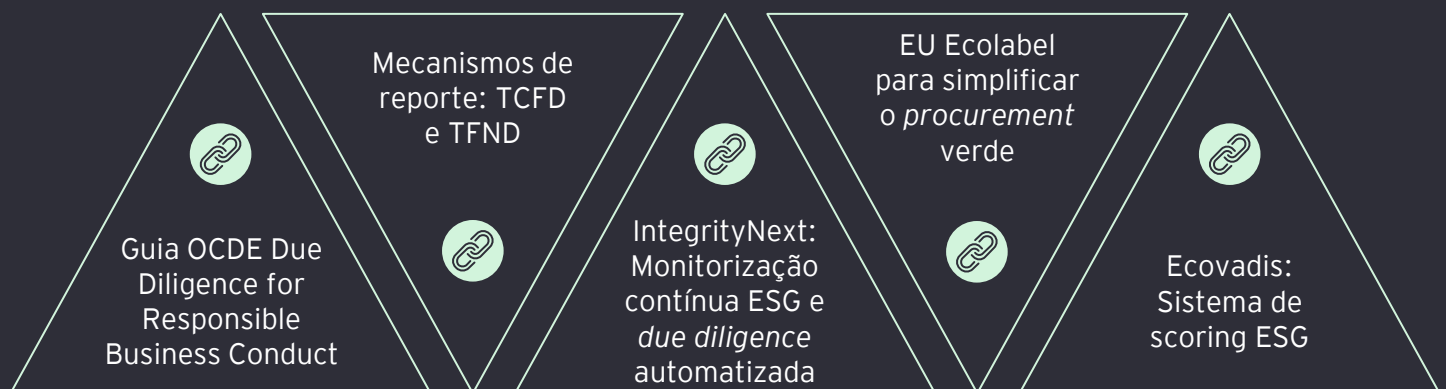 Guia OCDE Due
Diligence for
Responsible
Business Conduct
Mecanismos de
reporte: TCFD
e TFND
IntegrityNext:
Monitorização
contínua ESG e
due diligence
automatizada
EU Ecolabel
para simplificar
o procurement
verde
Ecovadis:
Sistema de
scoring ESG